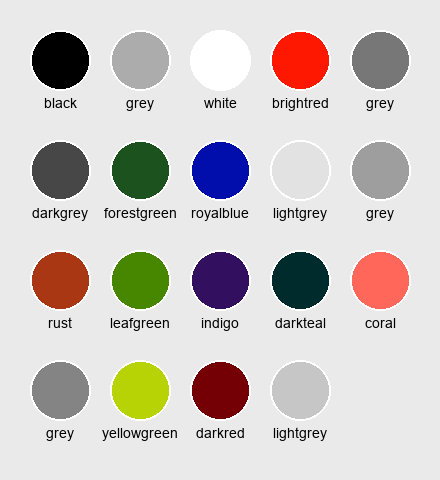 black grey white brightred grey
darkgrey forestgreen royalblue lightgrey grey
rust leafgreen indigo darkteal coral
grey yellowgreen darkred lightgrey